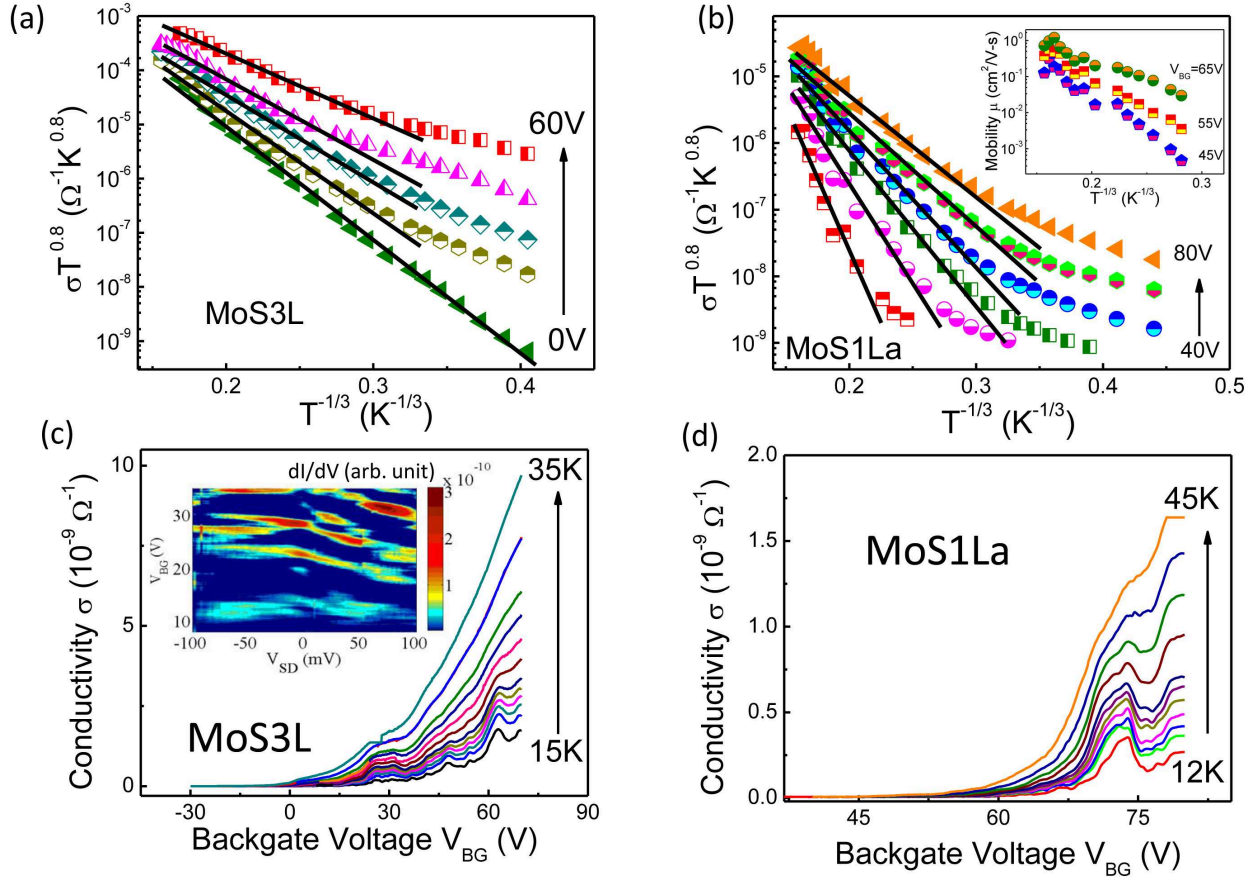 (a)
10⁻³
10⁻⁴
10⁻⁵
10⁻⁶
10⁻⁷
10⁻⁸
10⁻⁹
σT^0.8 (Ω⁻¹K^0.8)
60V
0V
MoS3L
0.2 0.3 0.4
T^-1/3 (K^-1/3)
(b)
10⁻⁵
10⁻⁶
10⁻⁷
10⁻⁸
10⁻⁹
σT^0.8 (Ω⁻¹K^0.8)
80V
40V
MoS1La
0.2 0.3 0.4 0.5
T^-1/3 (K^-1/3)
10⁰
10⁻¹
10⁻²
10⁻³
Mobility μ (cm²/V-s)
V_BG=65V
55V
45V
0.2 0.3
T^-1/3 (K^-1/3)
(c)
10
5
0
Conductivity σ (10⁻⁹ Ω⁻¹)
35K
15K
MoS3L
-30 0 30 60 90
Backgate Voltage V_BG (V)
dI/dV (arb. unit)
x 10⁻¹⁰
3
2
1
30
20
10
V_BG (V)
-100 -50 0 50 100
V_SD (mV)
(d)
2.0
1.5
1.0
0.5
0.0
Conductivity σ (10⁻⁹ Ω⁻¹)
45K
12K
MoS1La
45 60 75
Backgate Voltage V_BG (V)